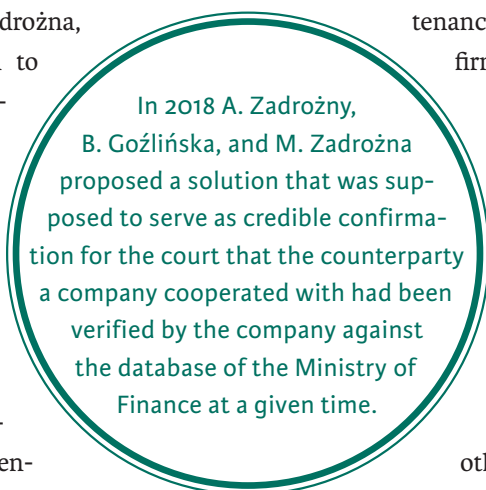 drożna,
tenanc
to
firn
-
In 2018 A. Zadrożny,
B. Goźlińska, and M. Zadrożna
proposed a solution that was sup-
posed to serve as credible confirma-
tion for the court that the counterparty
a company cooperated with had been
verified by the company against
the database of the Ministry of
Finance at a given time.
-
en-
oth